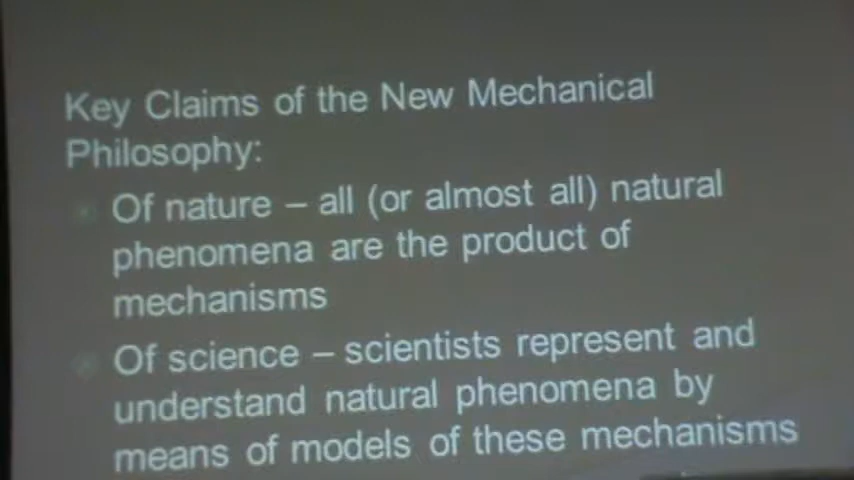 Key Claims of the New Mechanical
Philosophy:
Of nature – all (or almost all) natural
phenomena are the product of
mechanisms
Of science – scientists represent and
understand natural phenomena by
means of models of these mechanisms